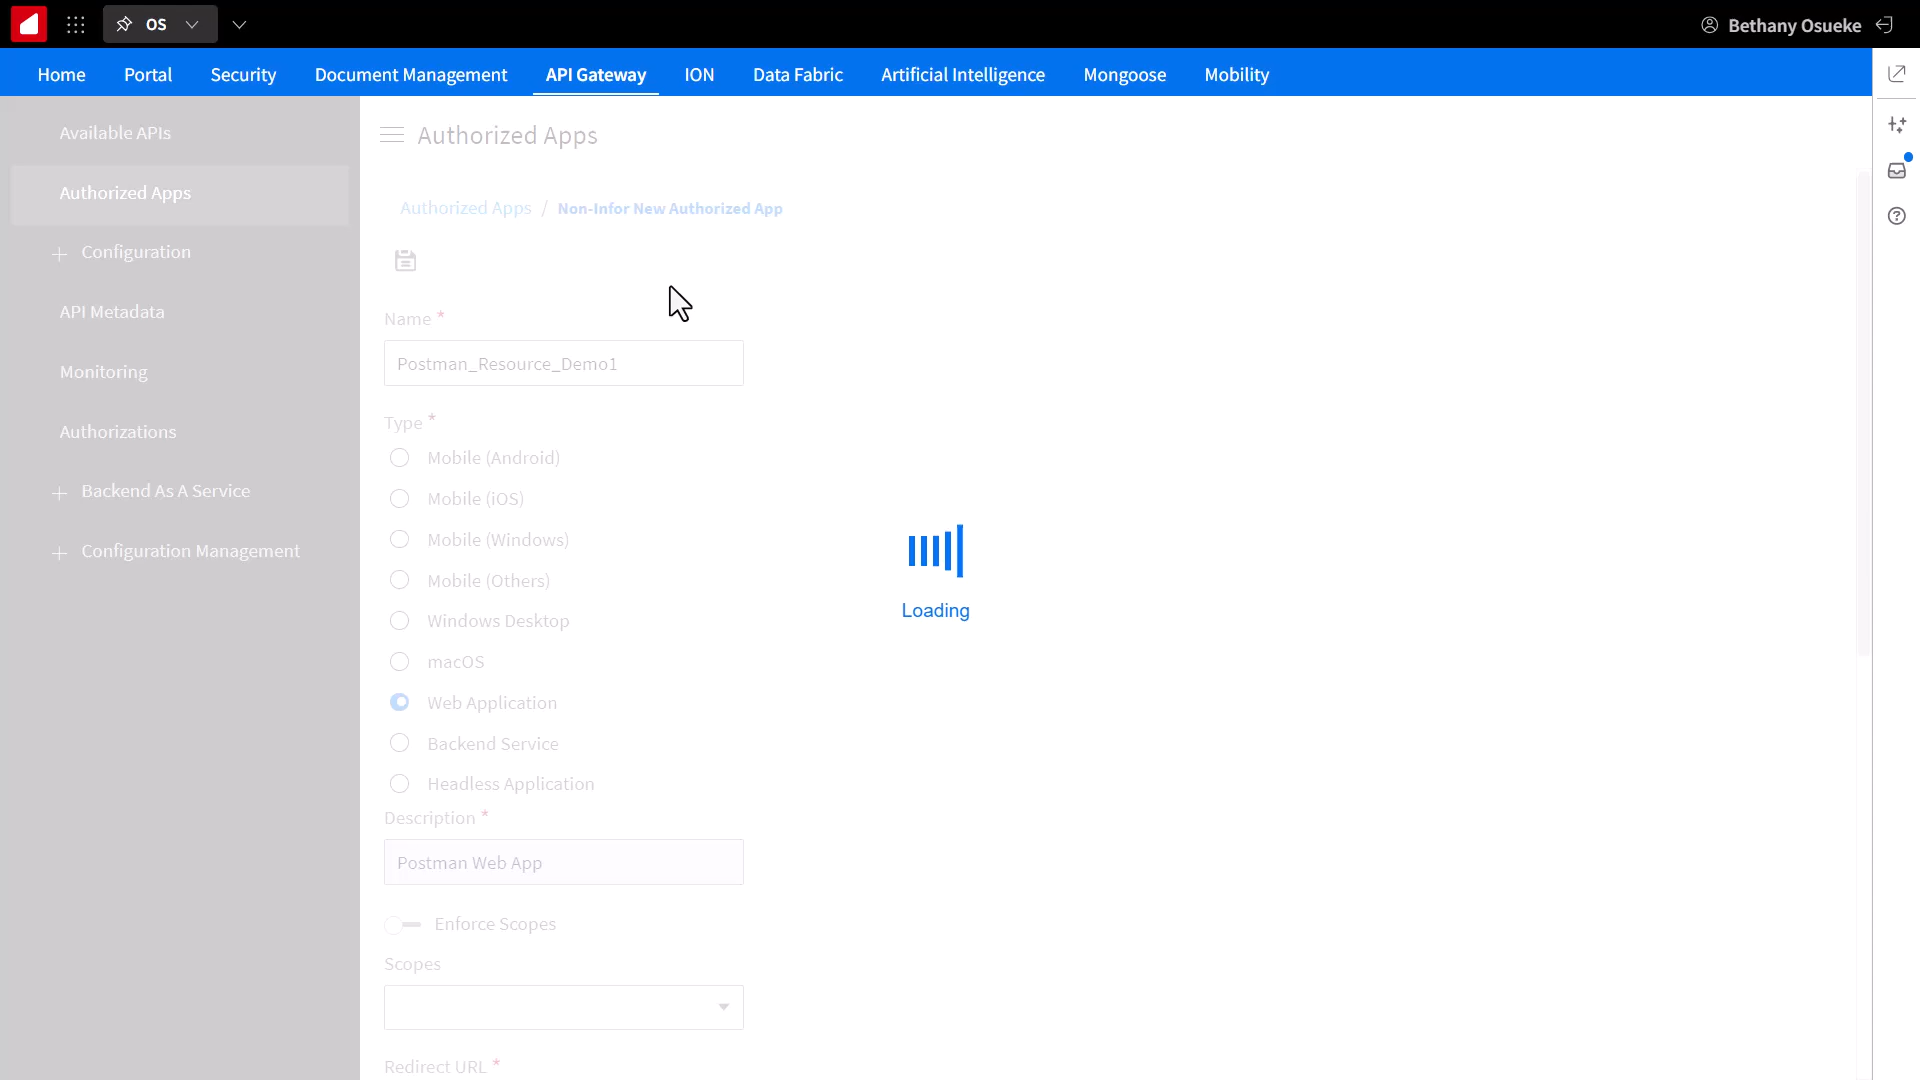 OS
Bethany Osueke
Home Portal Security Document Management API Gateway ION Data Fabric Artificial Intelligence Mongoose Mobility
Available APIs
Authorized Apps
+ Configuration
API Metadata
Monitoring
Authorizations
+ Backend As A Service
+ Configuration Management
Authorized Apps
Authorized Apps / Non-Infor New Authorized App
Name *
Postman_Resource_Demo1
Type *
Mobile (Android)
Mobile (iOS)
Mobile (Windows)
Mobile (Others)
Windows Desktop
macOS
Web Application
Backend Service
Headless Application
Description *
Postman Web App
Enforce Scopes
Scopes
Redirect URL *
Loading